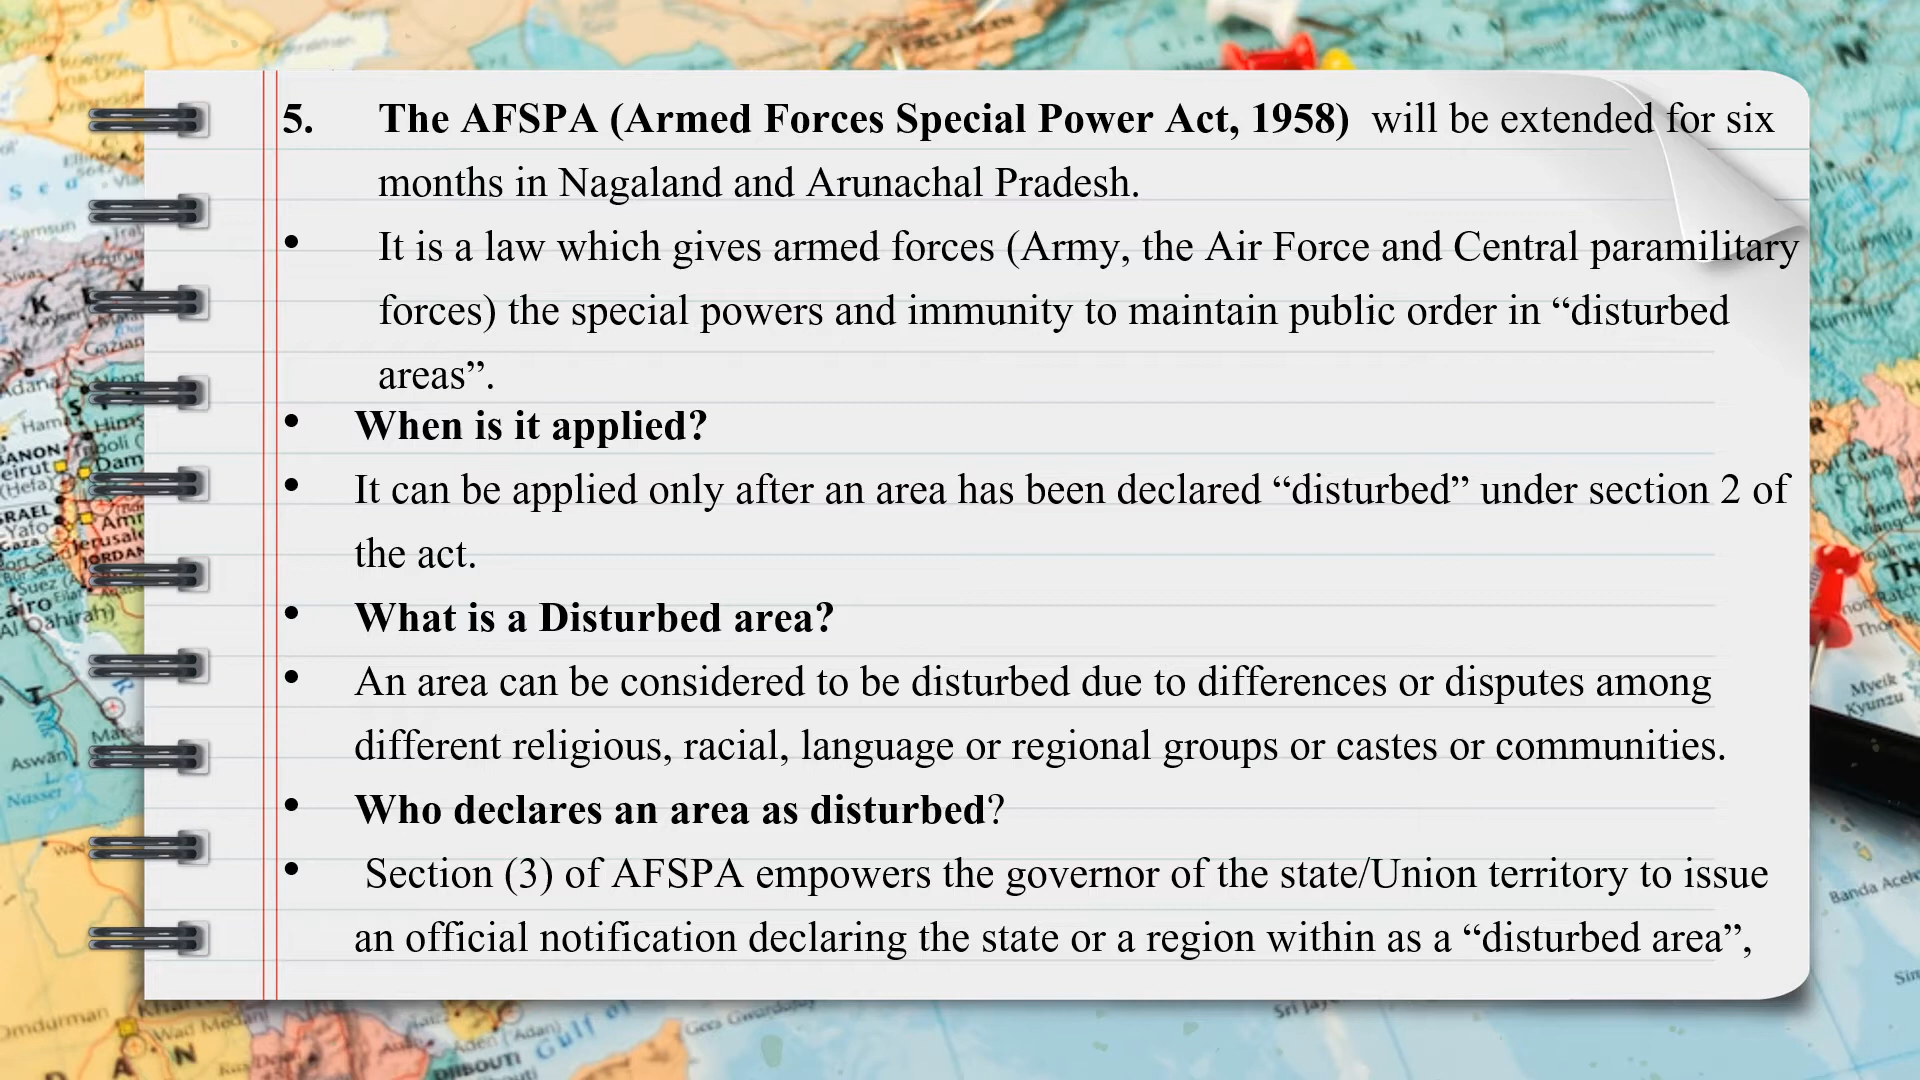 5. The AFSPA (Armed Forces Special Power Act, 1958) will be extended for six
months in Nagaland and Arunachal Pradesh.
• It is a law which gives armed forces (Army, the Air Force and Central paramilitary
forces) the special powers and immunity to maintain public order in “disturbed
areas”.
• When is it applied?
• It can be applied only after an area has been declared “disturbed” under section 2 of
the act.
• What is a Disturbed area?
• An area can be considered to be disturbed due to differences or disputes among
different religious, racial, language or regional groups or castes or communities.
• Who declares an area as disturbed?
• Section (3) of AFSPA empowers the governor of the state/Union territory to issue
an official notification declaring the state or a region within as a “disturbed area”,